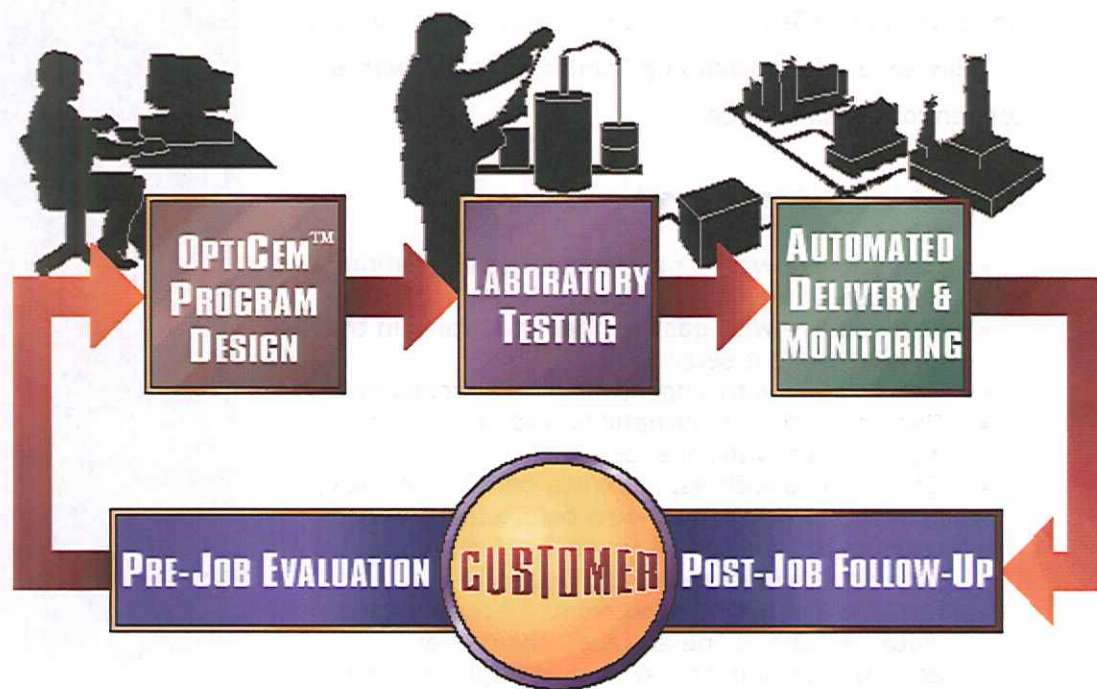 OPTICEM™
PROGRAM
DESIGN
LABORATORY
TESTING
AUTOMATED
DELIVERY &
MONITORING
PRE-JOB EVALUATION
CUSTOMER
POST-JOB FOLLOW-UP